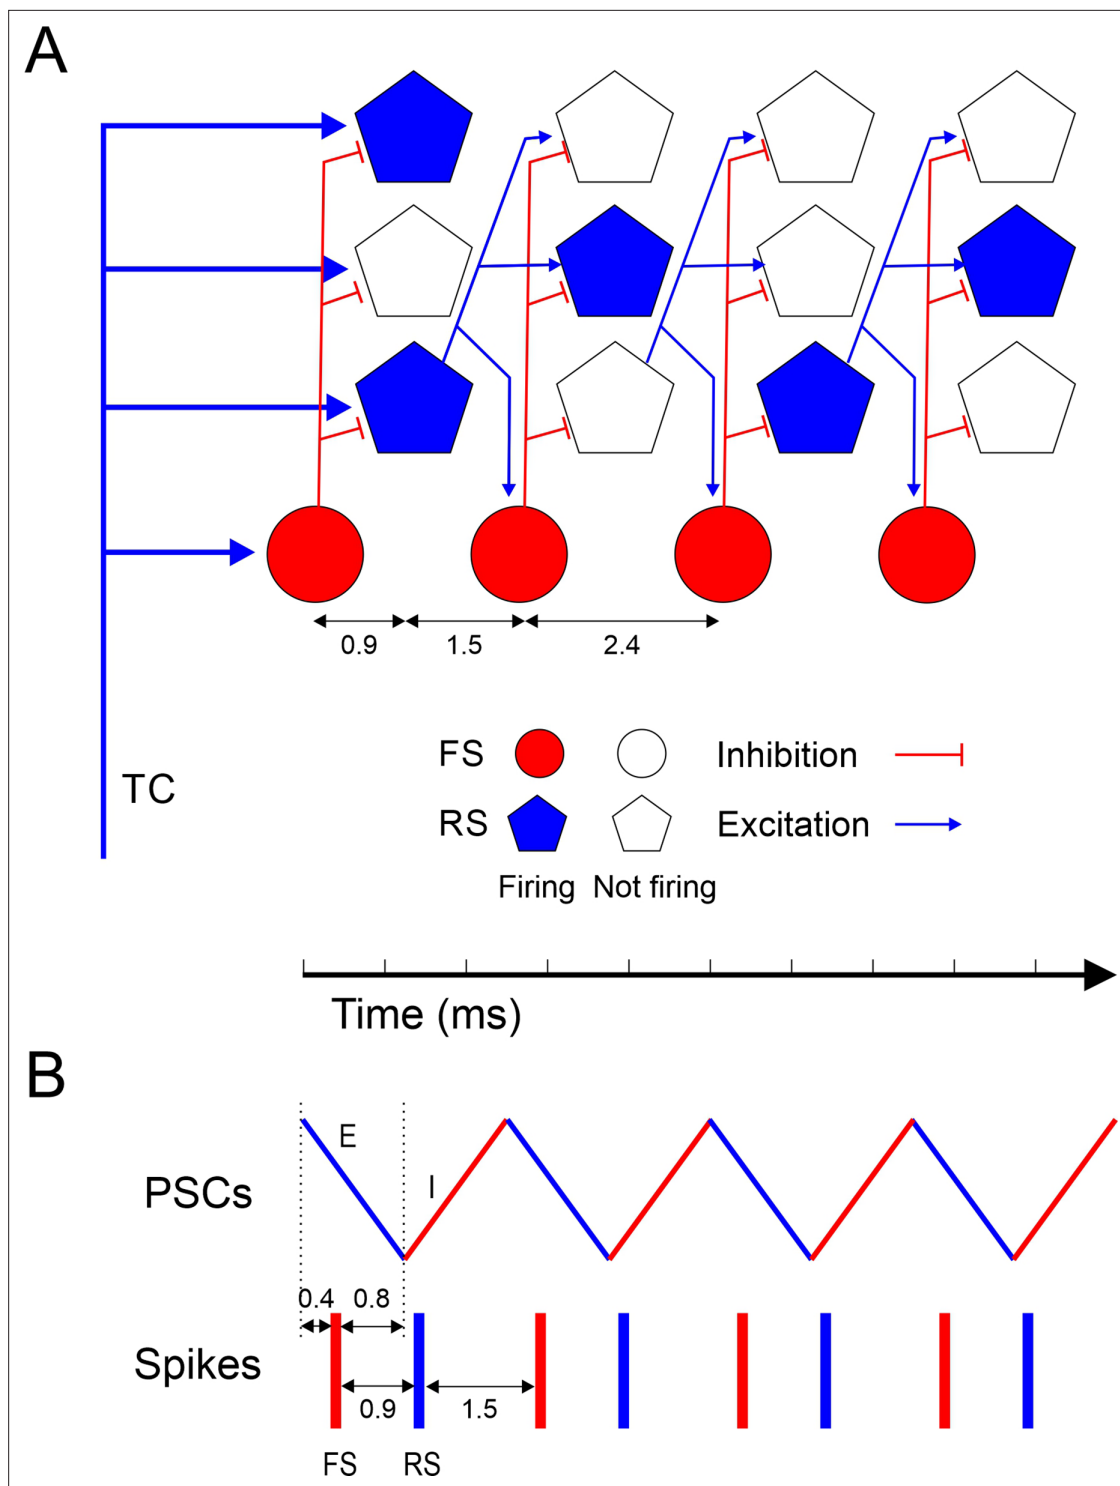 A
0.9 1.5 2.4
FS Inhibition
TC
RS Excitation
Firing Not firing
Time (ms)
B
E
I
PSCs
0.4 0.8
Spikes
0.9 1.5
FS RS